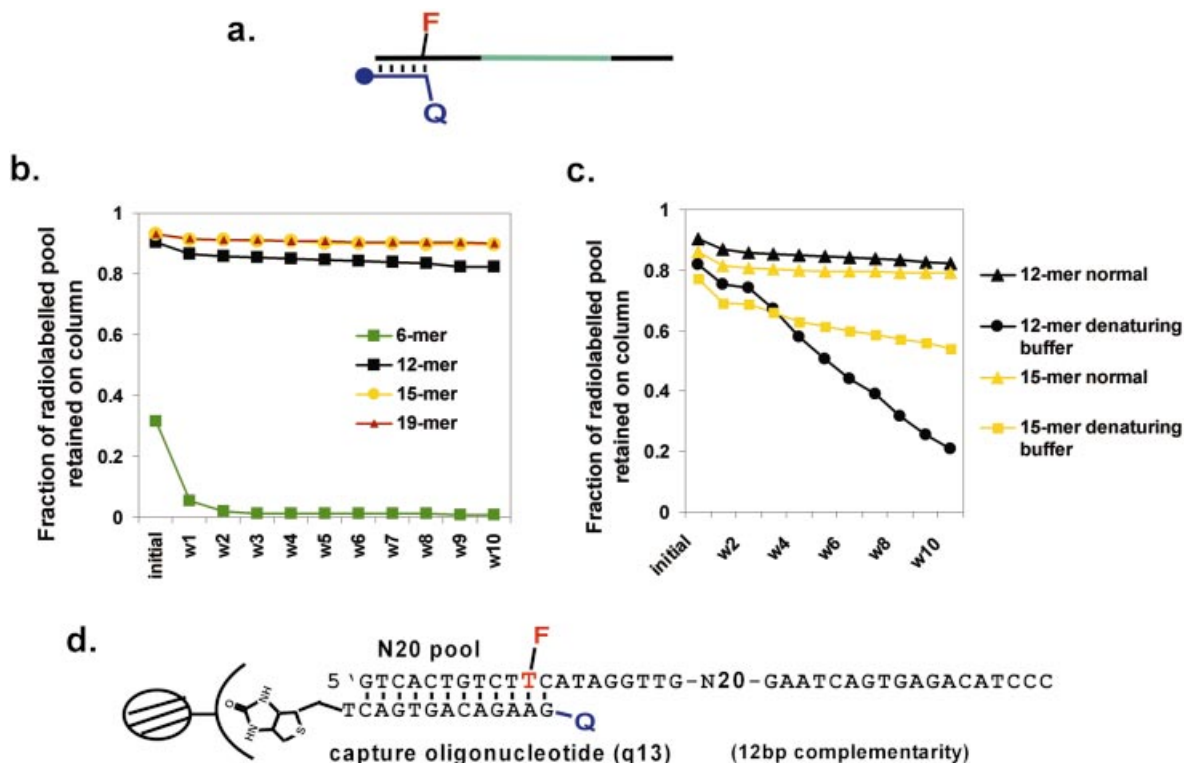 a.
F
Q
b.
Fraction of radiolabelled pool
retained on column
1
0.8
0.6
0.4
0.2
0
6-mer
12-mer
15-mer
19-mer
initial
w1
w2
w3
w4
w5
w6
w7
w8
w9
w10
c.
Fraction of radiolabelled pool
retained on column
1
0.8
0.6
0.4
0.2
0
initial
w2
w4
w6
w8
w10
12-mer normal
12-mer denaturing
buffer
15-mer normal
15-mer denaturing
buffer
d.
N20 pool
F
5 'GTCACTGTCTTCATAGGTTG-N20-GAATCAGTGAGACATCCC
TCAGTGACAGAAG
Q
O
HN
NH
S
capture oligonucleotide (q13)
(12bp complementarity)